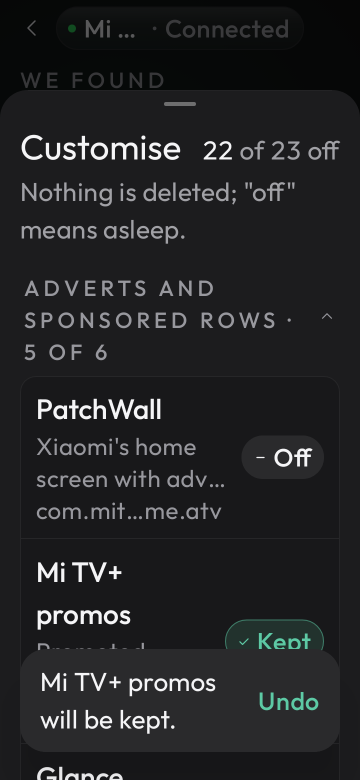 Mi ... · Connected
WE FOUND
Customise 22 of 23 off
Nothing is deleted; "off"
means asleep.
ADVERTS AND
SPONSORED ROWS ·
5 OF 6
PatchWall
Xiaomi's home
screen with adv...
com.mit...me.atv
– Off
Mi TV+
promos
Promoted
✓ Kept
Mi TV+ promos
will be kept.
Undo
Glance